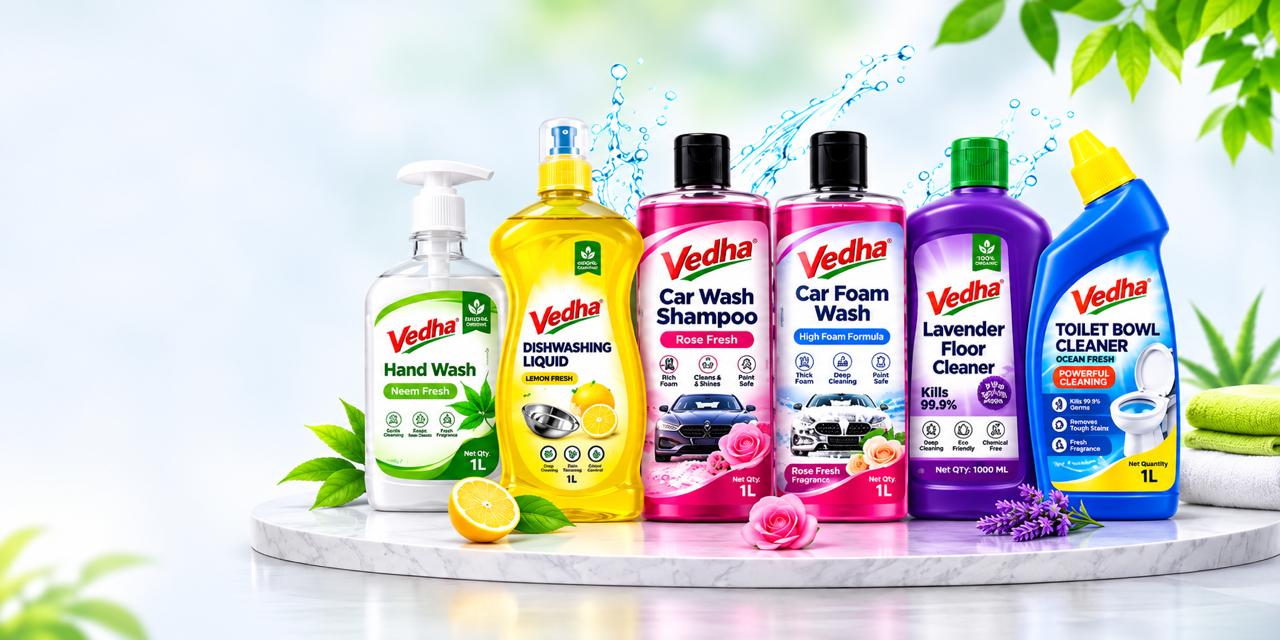 Vedha®
Hand Wash
Neem Fresh
Gentle Cleaning
Fresh Fragrance
Net Qty.
1L
Vedha®
DISHWASHING
LIQUID
LEMON FRESH
1L
Vedha®
Car Wash
Shampoo
Rose Fresh
Rich Foam
Cleans & Shines
Paint Safe
Net Qty.
1L
Vedha®
Car Foam
Wash
High Foam Formula
Thick Foam
Deep Cleaning
Paint Safe
Rose Fresh
Fragrance
Net Qty.
1L
100%
ORGANIC
Vedha®
Lavender
Floor
Cleaner
Kills
99.9%
Deep Cleaning
Eco Friendly
Chemical Free
Net QTY: 1000 ML
Vedha®
TOILET BOWL
CLEANER
OCEAN FRESH
POWERFUL
CLEANING
Kills 99.9%
Germs
Removes
Tough Stains
Fresh
Fragrance
Net Quantity
1L